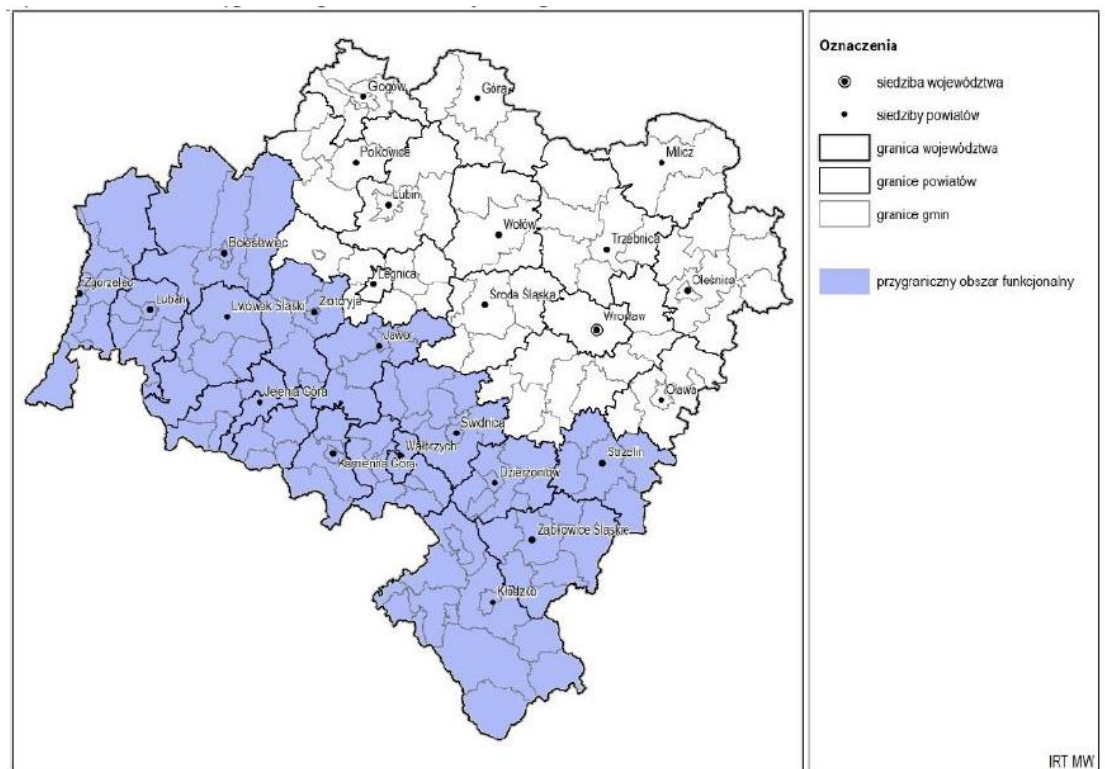 Oznaczenia
siedziba województwa
siedziby powiatów
granica województwa
granice powiatów
granice gmin
przygraniczny obszar funkcjonalny
Gogów
Góra
Polkowice
Milicz
Lubin
Wołów
Trzebnica
Bolesławiec
Legnica
Oleśnica
Zgorzelec
Lubań
Lwówek Śląski
Złotoryja
Środa Śląska
Wrocław
Jawor
Jelenia Góra
Oława
Świdnica
Wałbrzych
Kamienna Góra
Strzelin
Dzierżoniów
Ząbkowice Śląskie
Kłodzko
IRT MW